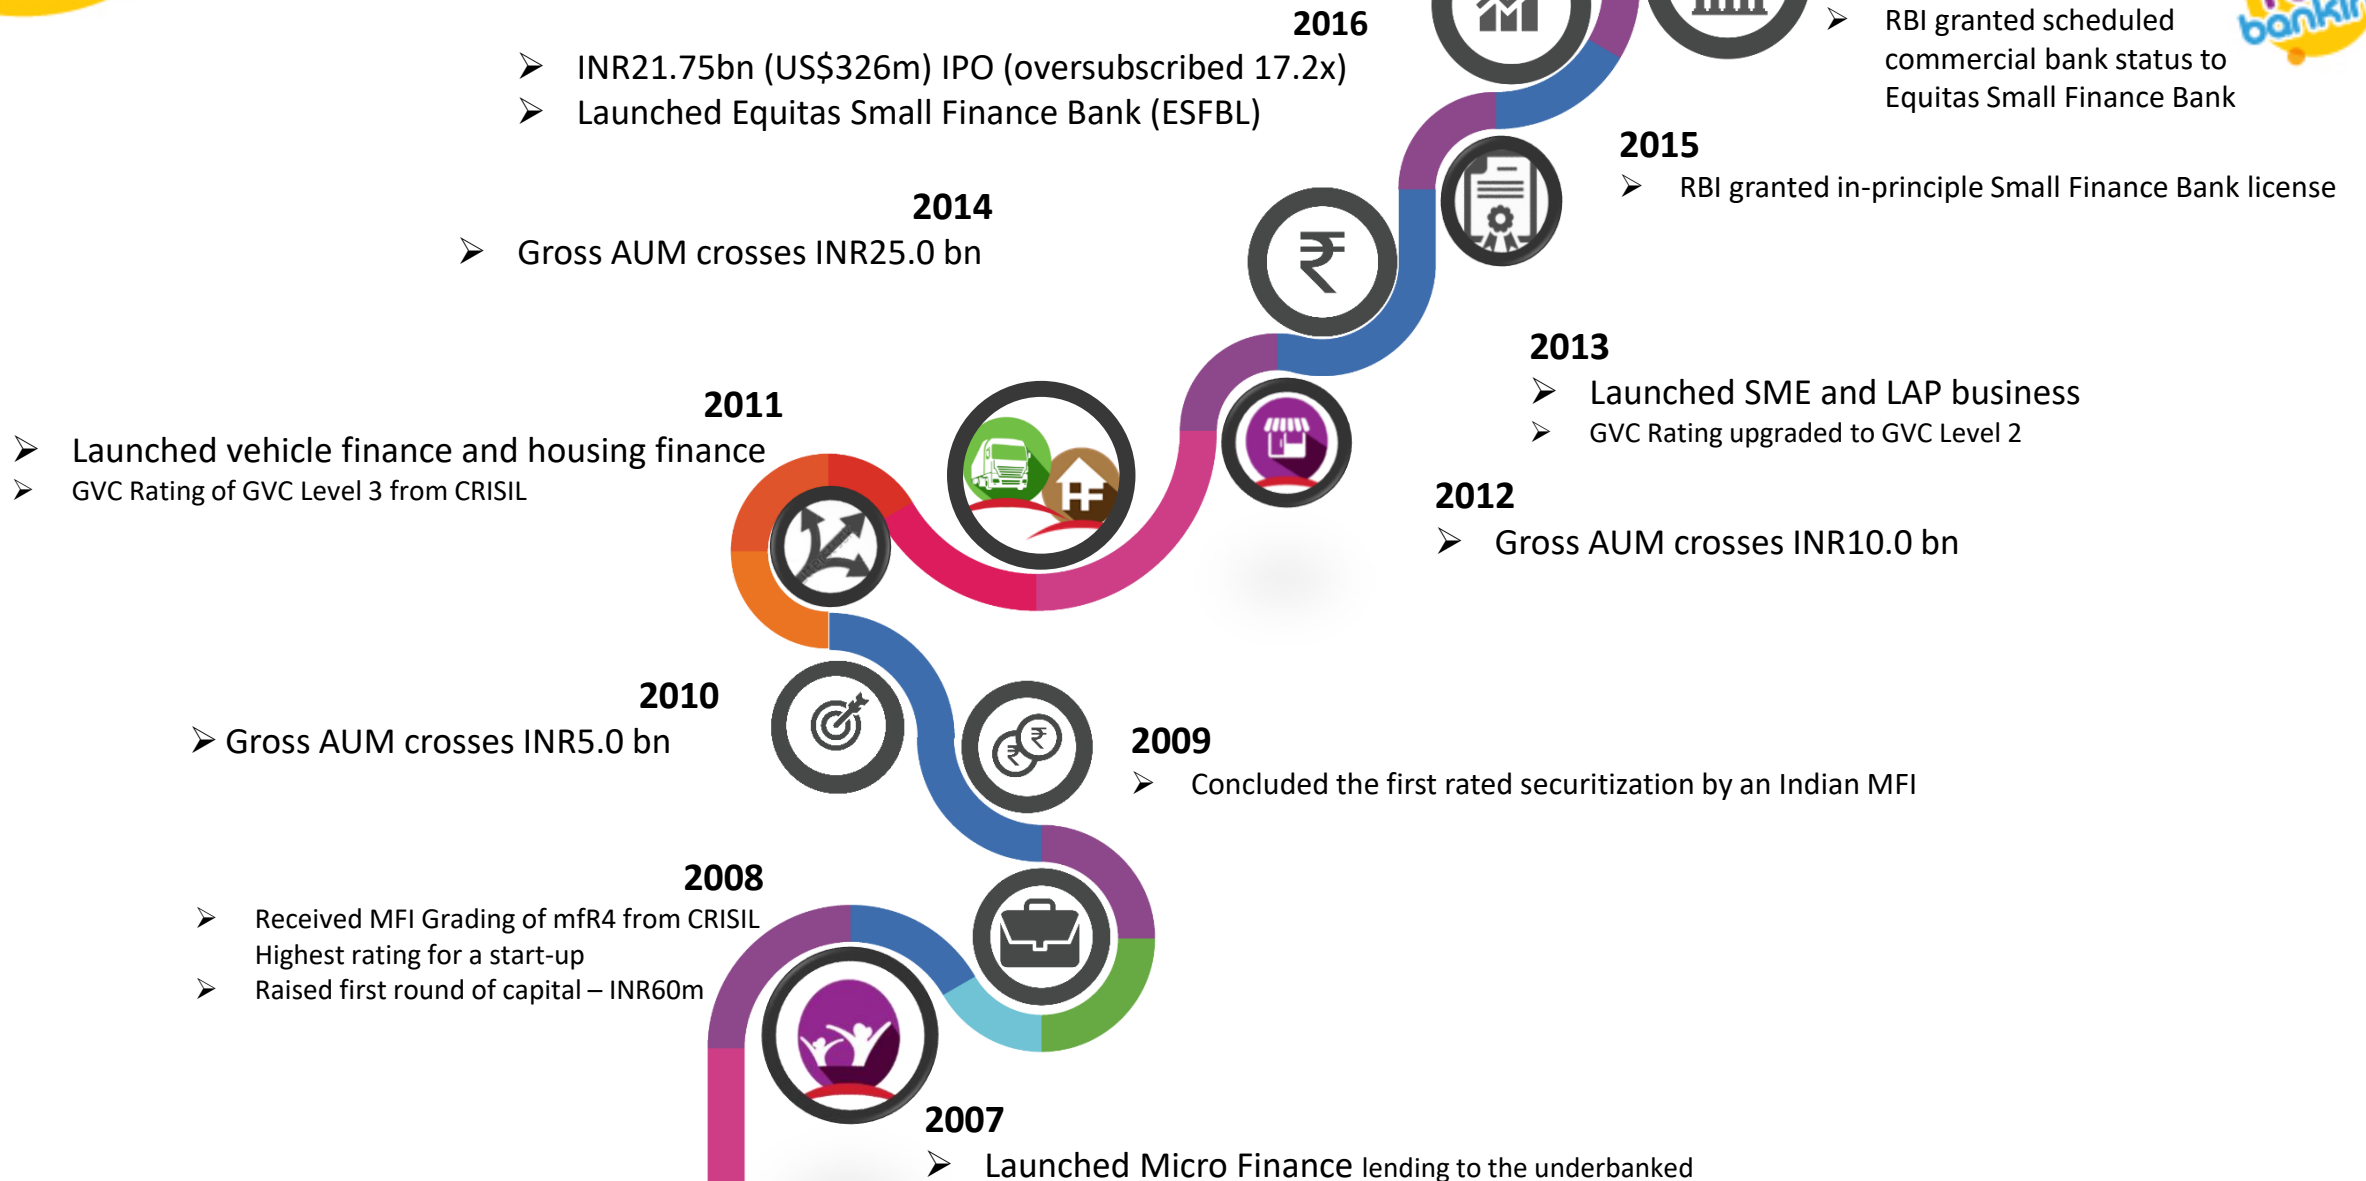 2016
➢ INR21.75bn (US$326m) IPO (oversubscribed 17.2x)
➢ Launched Equitas Small Finance Bank (ESFBL)
➢ RBI granted scheduled
commercial bank status to
Equitas Small Finance Bank
2015
➢ RBI granted in-principle Small Finance Bank license
2014
➢ Gross AUM crosses INR25.0 bn
2013
➢ Launched SME and LAP business
➢ GVC Rating upgraded to GVC Level 2
2011
➢ Launched vehicle finance and housing finance
➢ GVC Rating of GVC Level 3 from CRISIL
2012
➢ Gross AUM crosses INR10.0 bn
2010
➢ Gross AUM crosses INR5.0 bn
2009
➢ Concluded the first rated securitization by an Indian MFI
2008
➢ Received MFI Grading of mfR4 from CRISIL
Highest rating for a start-up
➢ Raised first round of capital – INR60m
2007
➢ Launched Micro Finance lending to the underbanked
₹
HF
₹
₹